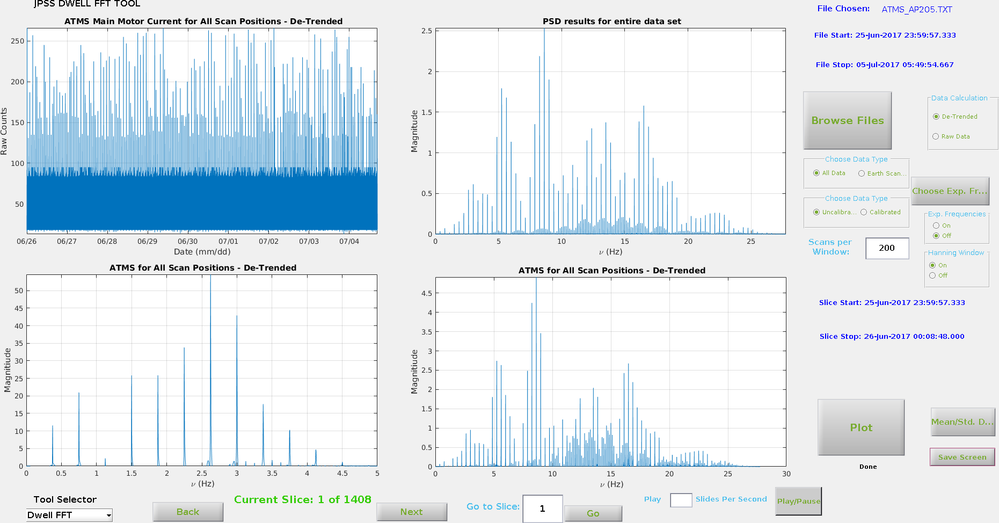 JPSS DWELL FFT TOOL
ATMS Main Motor Current for All Scan Positions - De-Trended
250
200
150
100
50
Raw Counts
06/26 06/27 06/28 06/29 06/30 07/01 07/02 07/03 07/04
Date (mm/dd)
PSD results for entire data set
2.5
2
1.5
1
0.5
0
Magnitude
0 5 10 15 20 25
ν (Hz)
ATMS for All Scan Positions - De-Trended
50
45
40
35
30
25
20
15
10
5
0
Magnitiude
0 0.5 1 1.5 2 2.5 3 3.5 4 4.5 5
ν (Hz)
ATMS for All Scan Positions - De-Trended
4.5
4
3.5
3
2.5
2
1.5
1
0.5
0
Magnitiude
0 5 10 15 20 25 30
ν (Hz)
File Chosen: ATMS_AP205.TXT
File Start: 25-Jun-2017 23:59:57.333
File Stop: 05-Jul-2017 05:49:54.667
Browse Files
Data Calculation
De-Trended
Raw Data
Choose Data Type
All Data Earth Scan...
Choose Exp. Fr...
Choose Data Type
Uncalibra... Calibrated
Exp. Frequencies
On
Off
Scans per
Window:
200
Hanning Window
On
Off
Slice Start: 25-Jun-2017 23:59:57.333
Slice Stop: 26-Jun-2017 00:08:48.000
Plot
Mean/Std. D...
Done
Save Screen
Tool Selector
Dwell FFT
Back
Current Slice: 1 of 1408
Next
Go to Slice:
1
Go
Play
Slides Per Second
Play/Pause